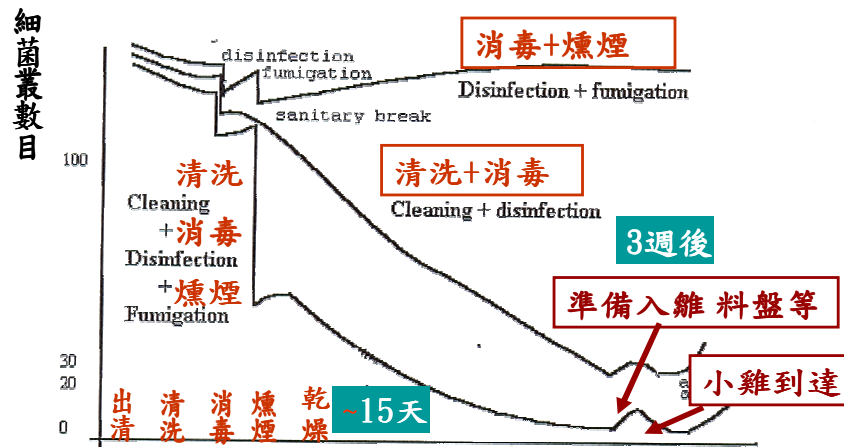 細菌叢數目
disinfection
fumigation
消毒+燻煙
Disinfection + fumigation
sanitary break
100
清洗
Cleaning
+消毒
Disinfection
+燻煙
Fumigation
清洗+消毒
Cleaning + disinfection
3週後
準備入雛 料盤等
小雞到達
30
20
0
出清
清洗
消毒
燻煙
乾燥
~15天